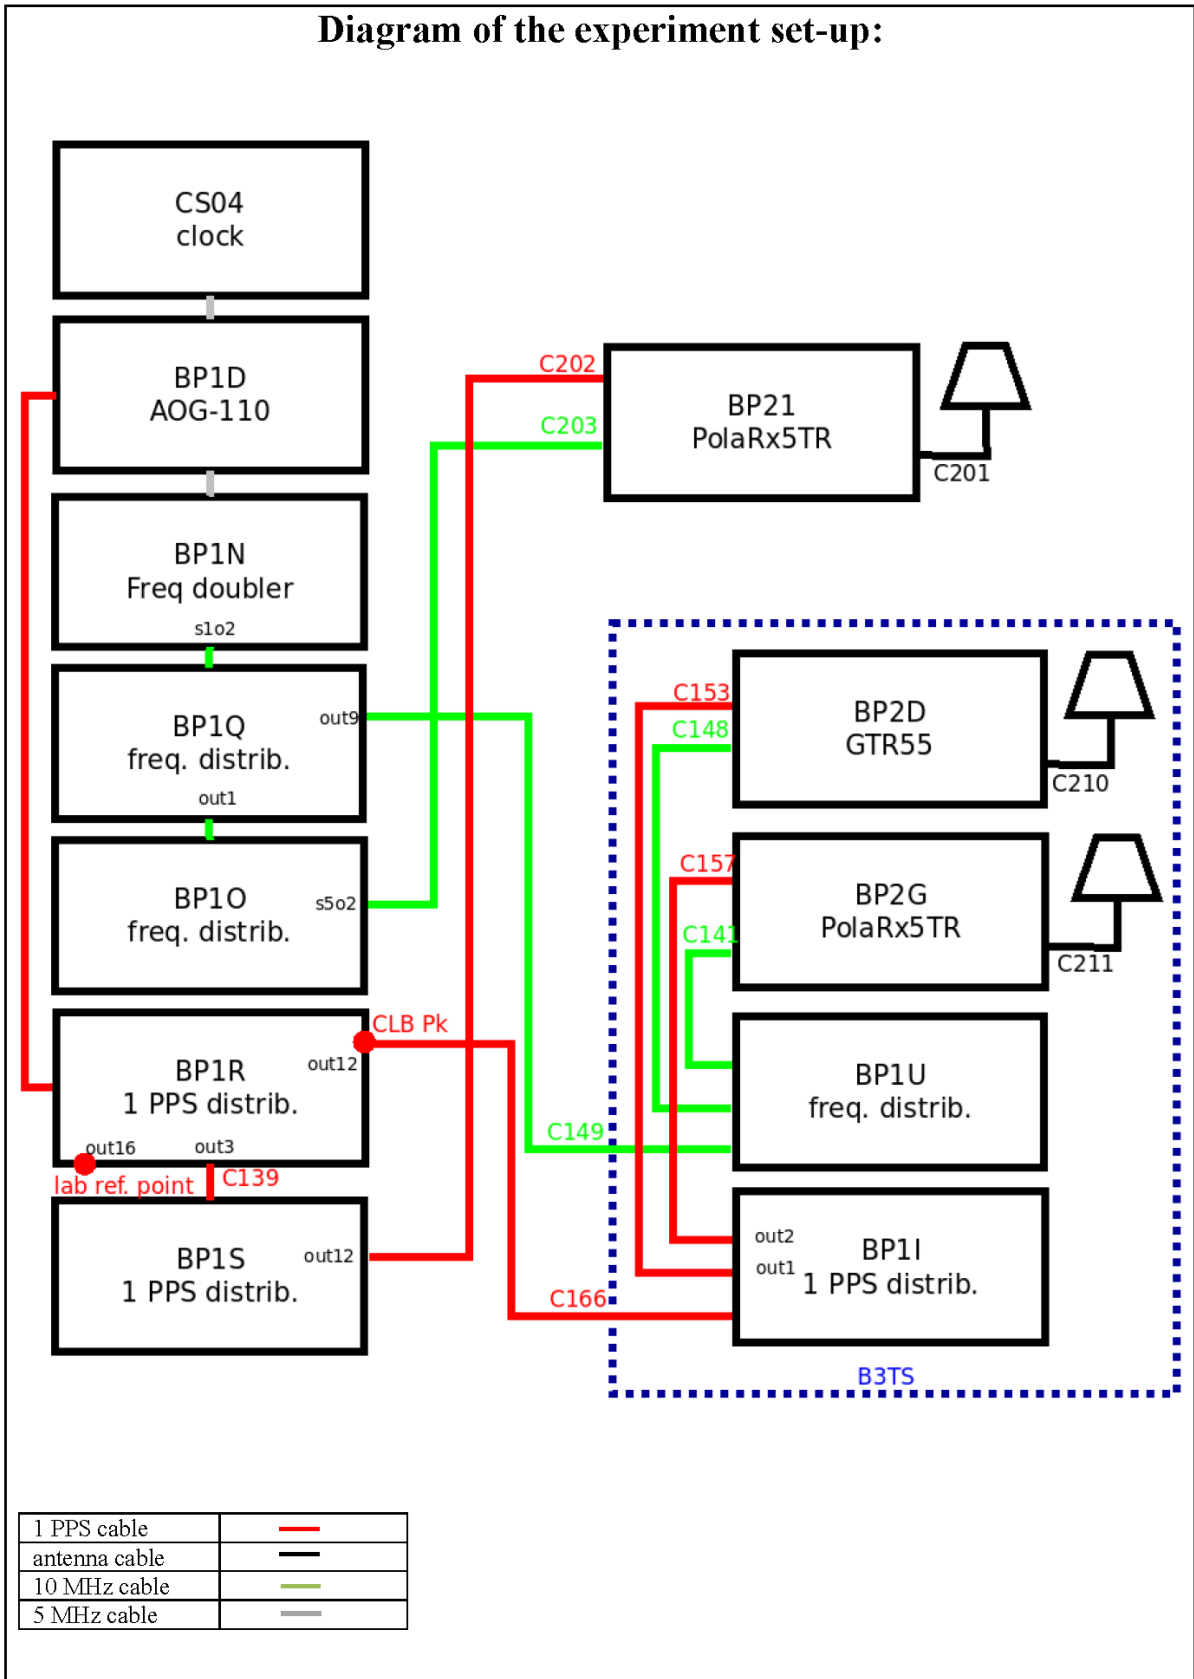 Diagram of the experiment set-up:
CS04
clock
BP1D
AOG-110
BP1N
Freq doubler
s1o2
BP1Q
freq. distrib.
out9
out1
BP1O
freq. distrib.
s5o2
BP1R
1 PPS distrib.
CLB Pk
out12
out16
out3
lab ref. point
C139
BP1S
1 PPS distrib.
out12
C202
C203
BP21
PolaRx5TR
C201
C153
C148
BP2D
GTR55
C210
C157
C141
BP2G
PolaRx5TR
C211
BP1U
freq. distrib.
C149
out2
out1
BP1I
1 PPS distrib.
C166
B3TS
1 PPS cable
antenna cable
10 MHz cable
5 MHz cable